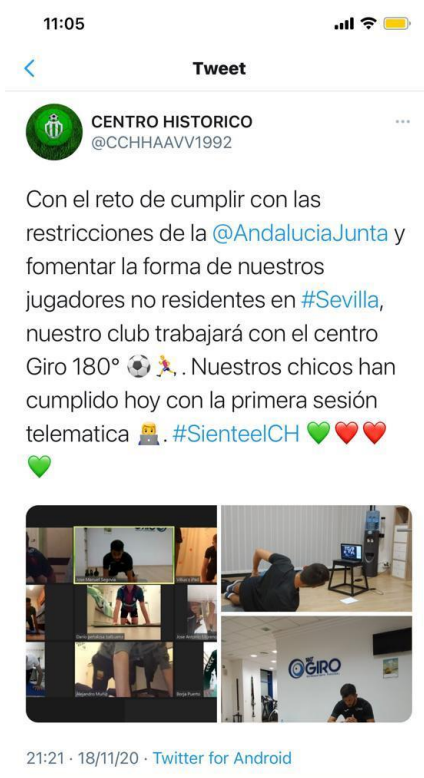 11:05
Tweet
CENTRO HISTORICO
@CCHHAAVV1992
Con el reto de cumplir con las
restricciones de la @AndaluciaJunta y
fomentar la forma de nuestros
jugadores no residentes en #Sevilla,
nuestro club trabajará con el centro
Giro 180° ⚽🏃. Nuestros chicos han
cumplido hoy con la primera sesión
telematica 👨‍💻. #SienteelCH 💚❤️❤️
💚
GIRO
21:21 · 18/11/20 · Twitter for Android